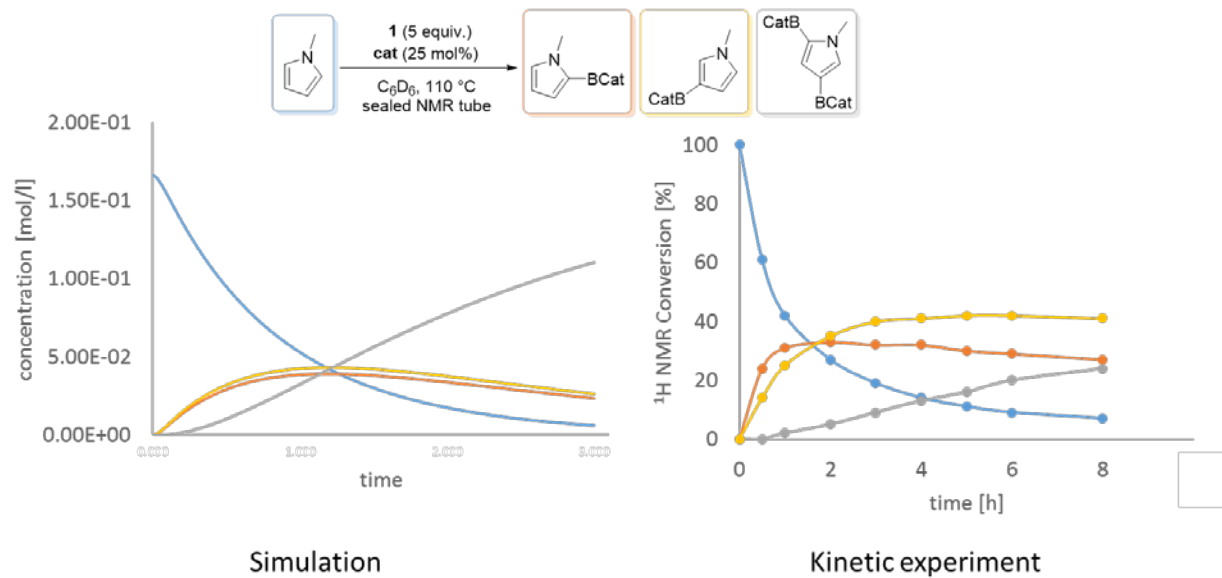 1 (5 equiv.)
cat (25 mol%)
C6D6, 110 °C
sealed NMR tube
N
N
BCat
N
CatB
CatB
N
BCat
2.00E-01
1.50E-01
1.00E-01
5.00E-02
0.00E+00
concentration [mol/l]
0.000
1.000
2.000
3.000
time
100
80
60
40
20
0
¹H NMR Conversion [%]
0
2
4
6
8
time [h]
Simulation
Kinetic experiment